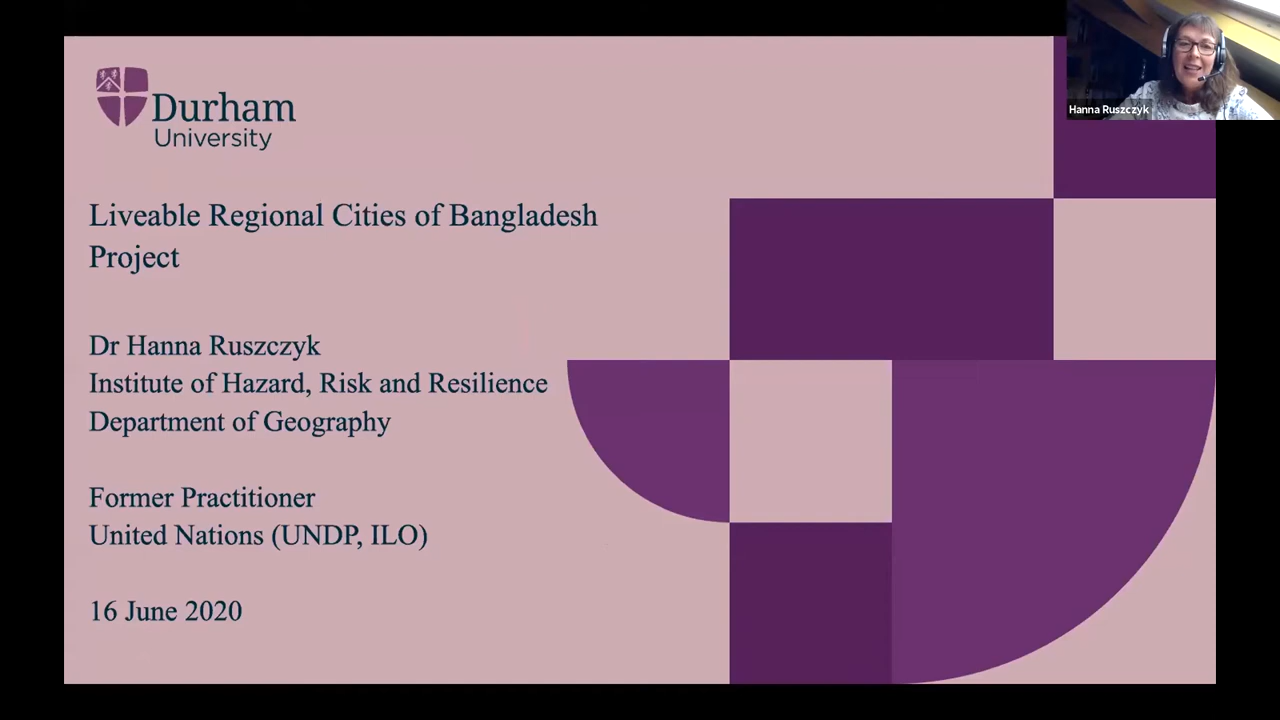 Durham
University
Hanna Ruszczyk
Liveable Regional Cities of Bangladesh
Project
Dr Hanna Ruszczyk
Institute of Hazard, Risk and Resilience
Department of Geography
Former Practitioner
United Nations (UNDP, ILO)
16 June 2020